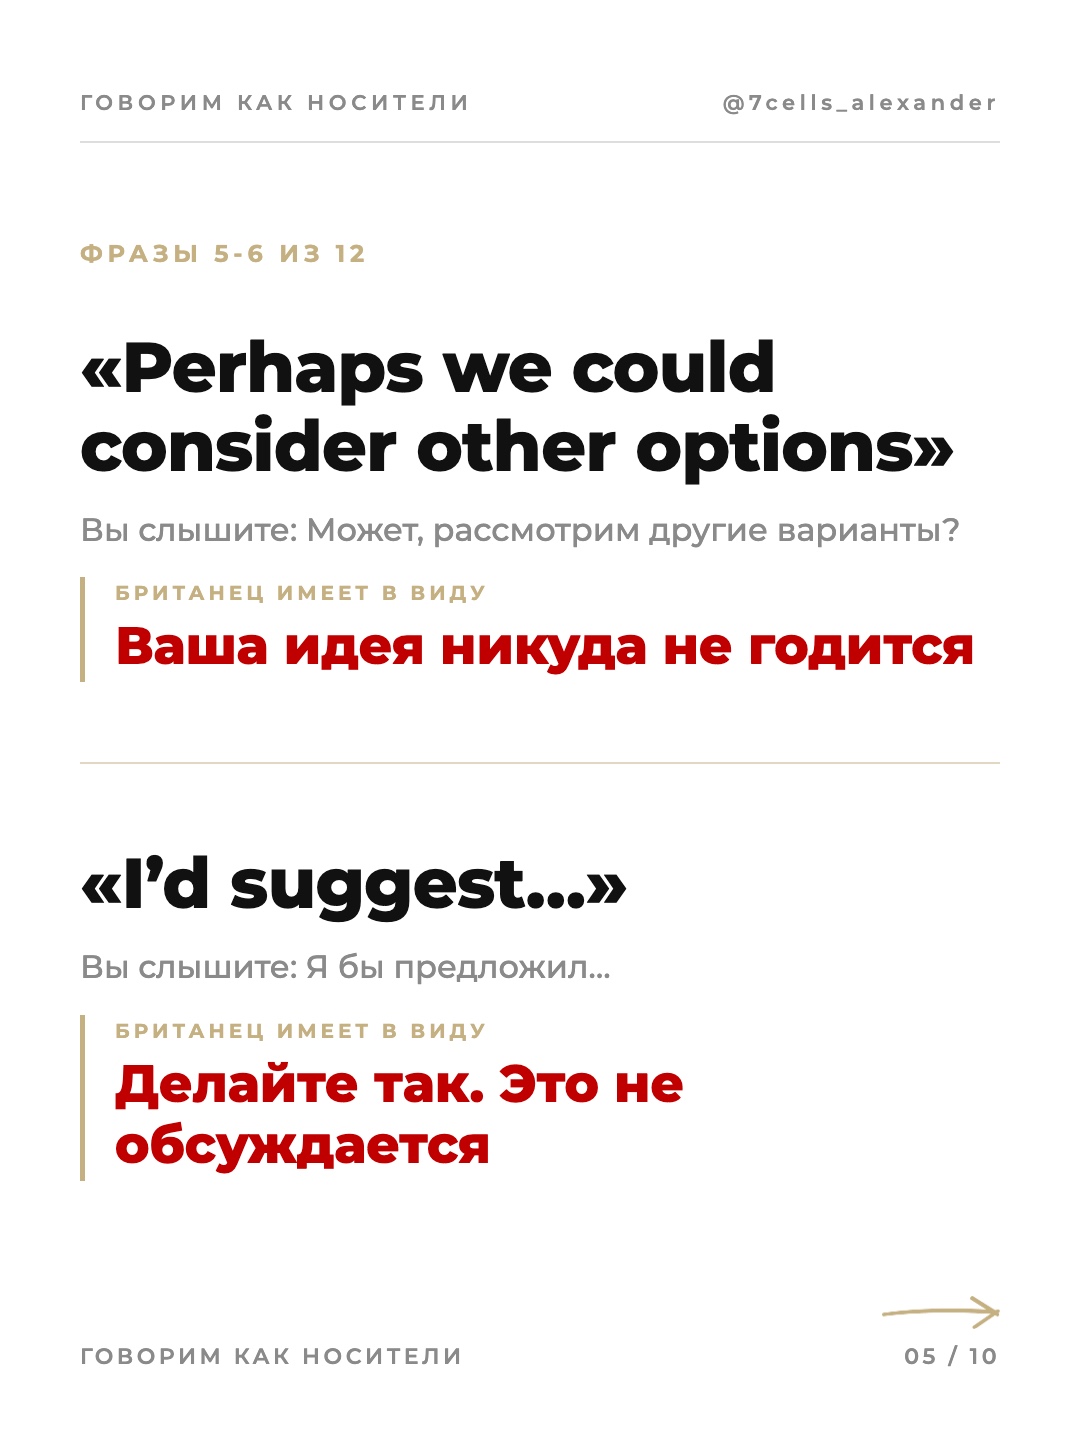 ГОВОРИМ КАК НОСИТЕЛИ
@7cells_alexander
ФРАЗЫ 5-6 ИЗ 12
«Perhaps we could
consider other options»
Вы слышите: Может, рассмотрим другие варианты?
БРИТАНЕЦ ИМЕЕТ В ВИДУ
Ваша идея никуда не годится
«I’d suggest...»
Вы слышите: Я бы предложил...
БРИТАНЕЦ ИМЕЕТ В ВИДУ
Делайте так. Это не
обсуждается
ГОВОРИМ КАК НОСИТЕЛИ
05 / 10